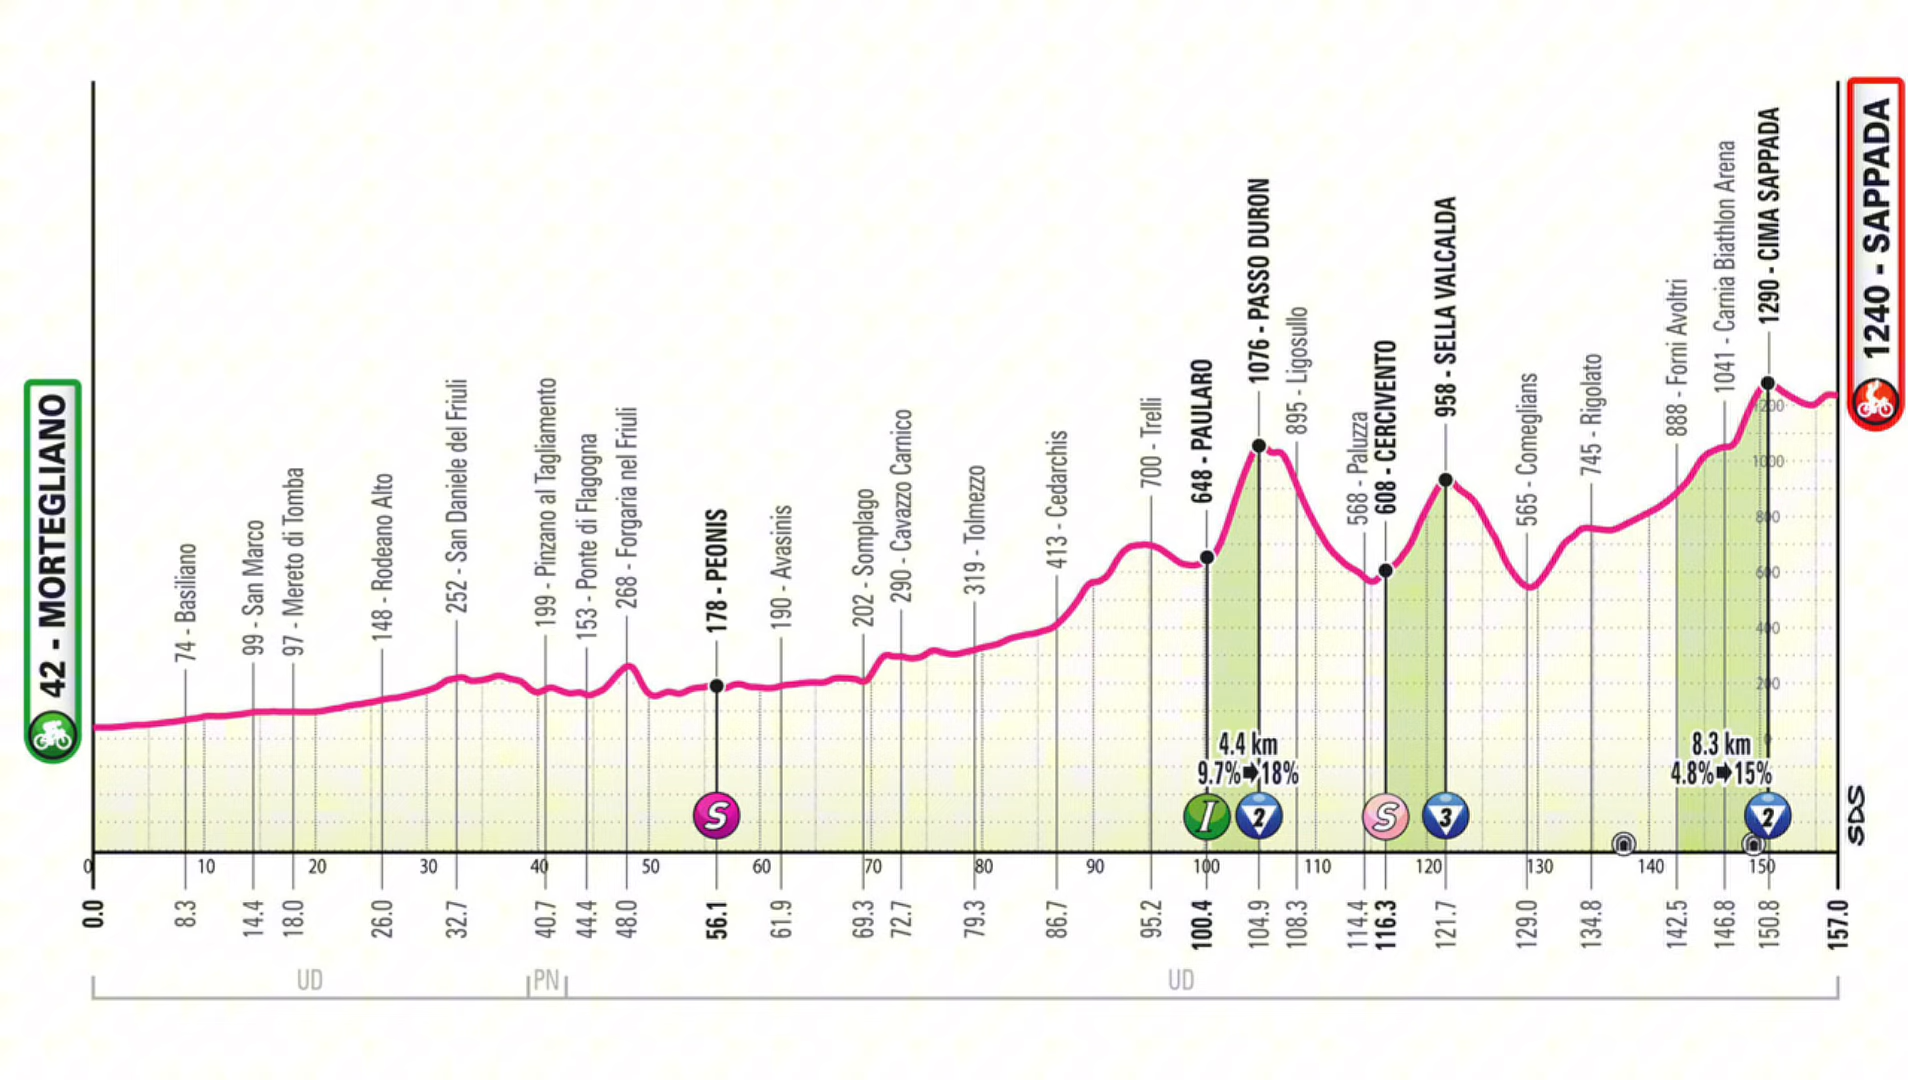 42 - MORTEGLIANO
74 - Basiliano
99 - San Marco
97 - Mereto di Tomba
148 - Rodeano Alto
252 - San Daniele del Friuli
199 - Pinzano al Tagliamento
153 - Ponte di Flagogna
268 - Forgaria nel Friuli
178 - PEONIS
190 - Avasinis
202 - Somplago
290 - Cavazzo Carnico
319 - Tolmezzo
413 - Cedarchis
700 - Trelli
648 - PAULARO
1076 - PASSO DURON
895 - Ligosullo
568 - Paluzza
608 - CERCIVENTO
958 - SELLA VALCALDA
565 - Comeglians
745 - Rigolato
888 - Forni Avoltri
1041 - Carnia Biathlon Arena
1290 - CIMA SAPPADA
1240 - SAPPADA
1200
1000
800
600
400
200
0
4.4 km
9.7% 18%
8.3 km
4.8% 15%
S
I
2
S
3
2
SDS
0 10 20 30 40 50 60 70 80 90 100 110 120 130 140 150
0.0
8.3
14.4
18.0
26.0
32.7
40.7
44.4
48.0
56.1
61.9
69.3
72.7
79.3
86.7
95.2
100.4
104.9
108.3
114.4
116.3
121.7
129.0
134.8
142.5
146.8
150.8
157.0
UD PN UD